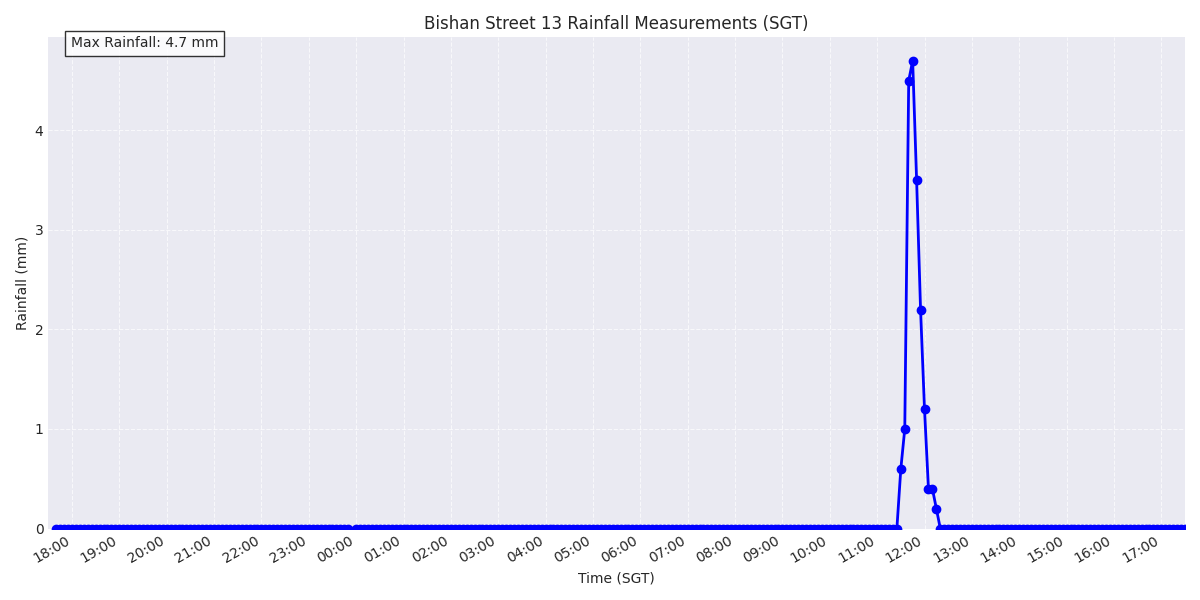 Bishan Street 13 Rainfall Measurements (SGT)
Max Rainfall: 4.7 mm
4
3
2
1
0
Rainfall (mm)
18:00 19:00 20:00 21:00 22:00 23:00 00:00 01:00 02:00 03:00 04:00 05:00 06:00 07:00 08:00 09:00 10:00 11:00 12:00 13:00 14:00 15:00 16:00 17:00
Time (SGT)